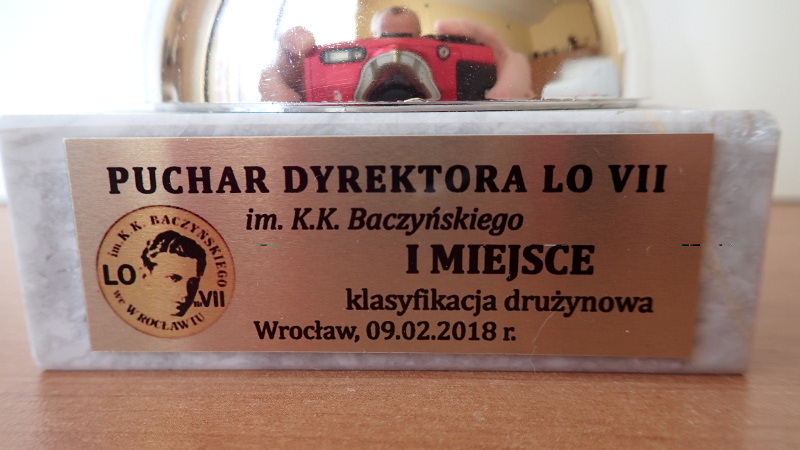 PUCHAR DYREKTORA LO VII
im. K.K. Baczyńskiego
I MIEJSCE
klasyfikacja drużynowa
Wrocław, 09.02.2018 r.
im. K. K. BACZYŃSKIEGO
LO
VII
we WROCŁAWIU